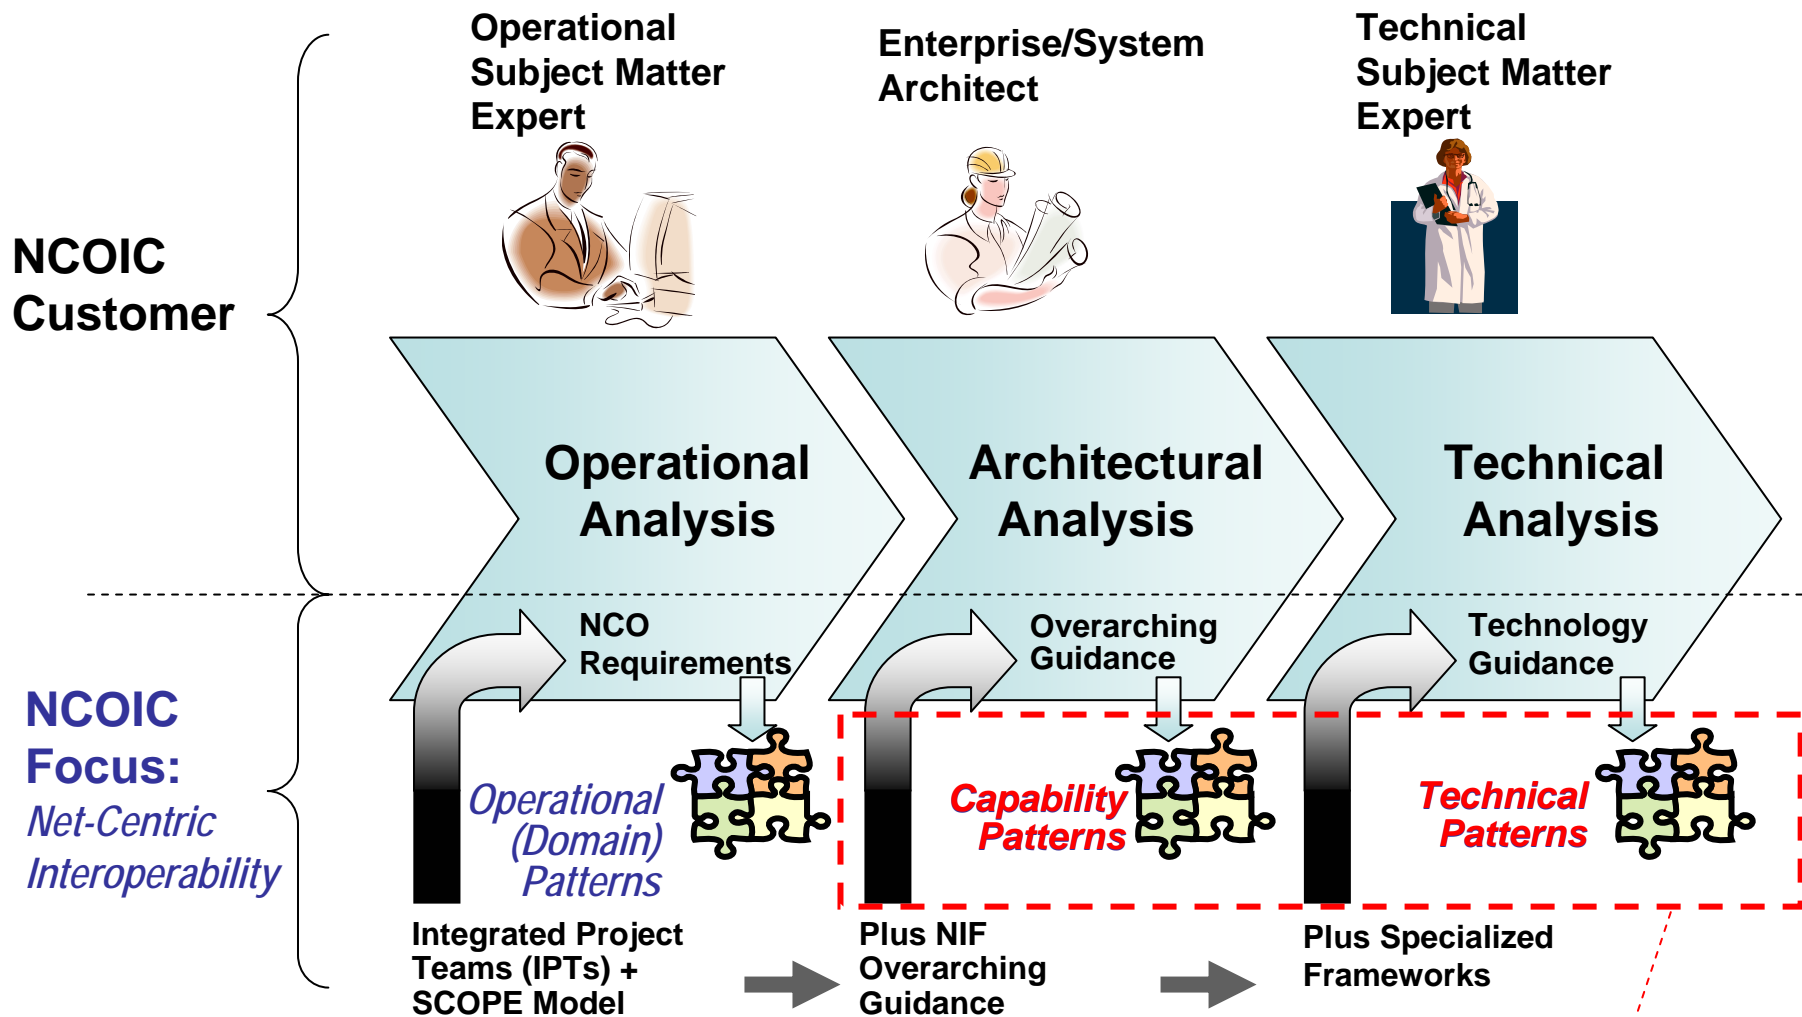 Operational
Subject Matter
Expert
Enterprise/System
Architect
Technical
Subject Matter
Expert
NCOIC
Customer
Operational
Analysis
Architectural
Analysis
Technical
Analysis
NCO
Requirements
Overarching
Guidance
Technology
Guidance
NCOIC
Focus:
Net-Centric
Interoperability
Operational
(Domain)
Patterns
Capability
Patterns
Technical
Patterns
Integrated Project
Teams (IPTs) +
SCOPE Model
Plus NIF
Overarching
Guidance
Plus Specialized
Frameworks